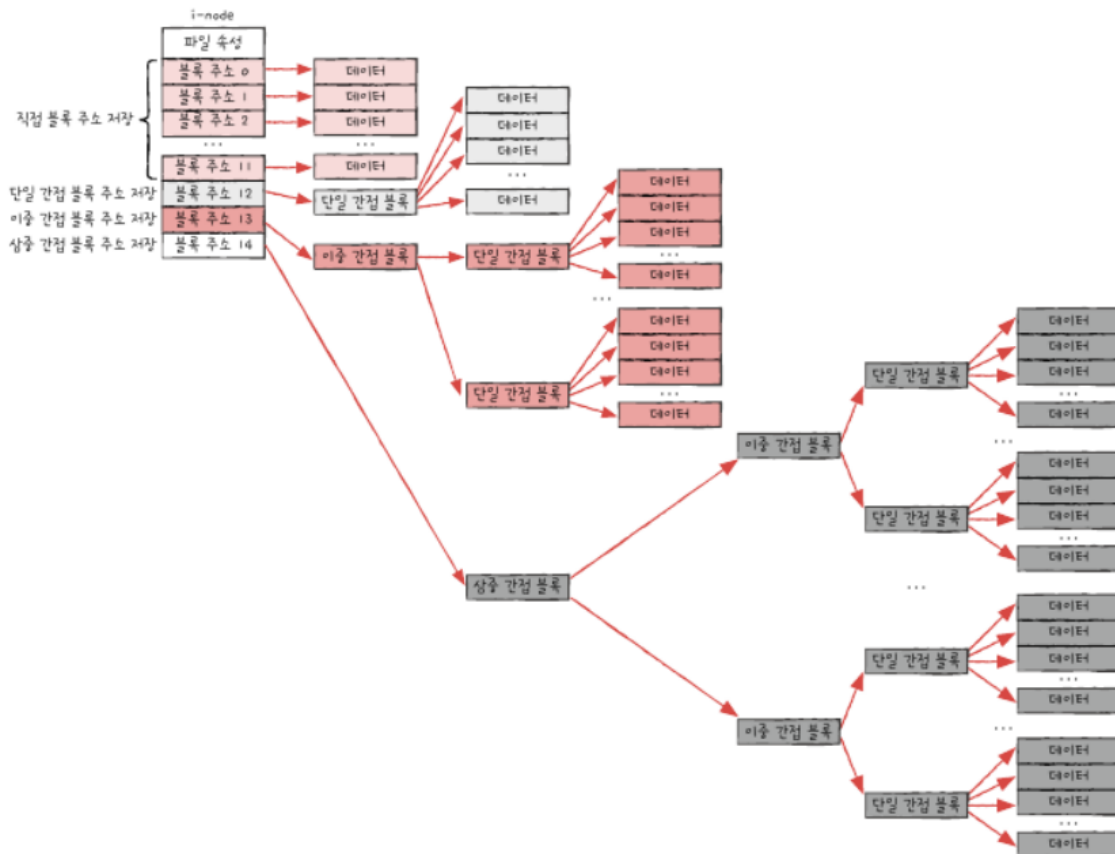 i-node
파일 속성
블록 주소 0
블록 주소 1
블록 주소 2
...
블록 주소 11
블록 주소 12
블록 주소 13
블록 주소 14
직접 블록 주소 저장
단일 간접 블록 주소 저장
이중 간접 블록 주소 저장
삼중 간접 블록 주소 저장
데이터
데이터
데이터
...
데이터
단일 간접 블록
데이터
데이터
데이터
...
데이터
이중 간접 블록
단일 간접 블록
데이터
데이터
데이터
...
데이터
...
단일 간접 블록
데이터
데이터
데이터
...
데이터
삼중 간접 블록
이중 간접 블록
단일 간접 블록
데이터
데이터
데이터
...
데이터
...
단일 간접 블록
데이터
데이터
데이터
...
데이터
...
이중 간접 블록
단일 간접 블록
데이터
데이터
데이터
...
데이터
...
단일 간접 블록
데이터
데이터
데이터
...
데이터